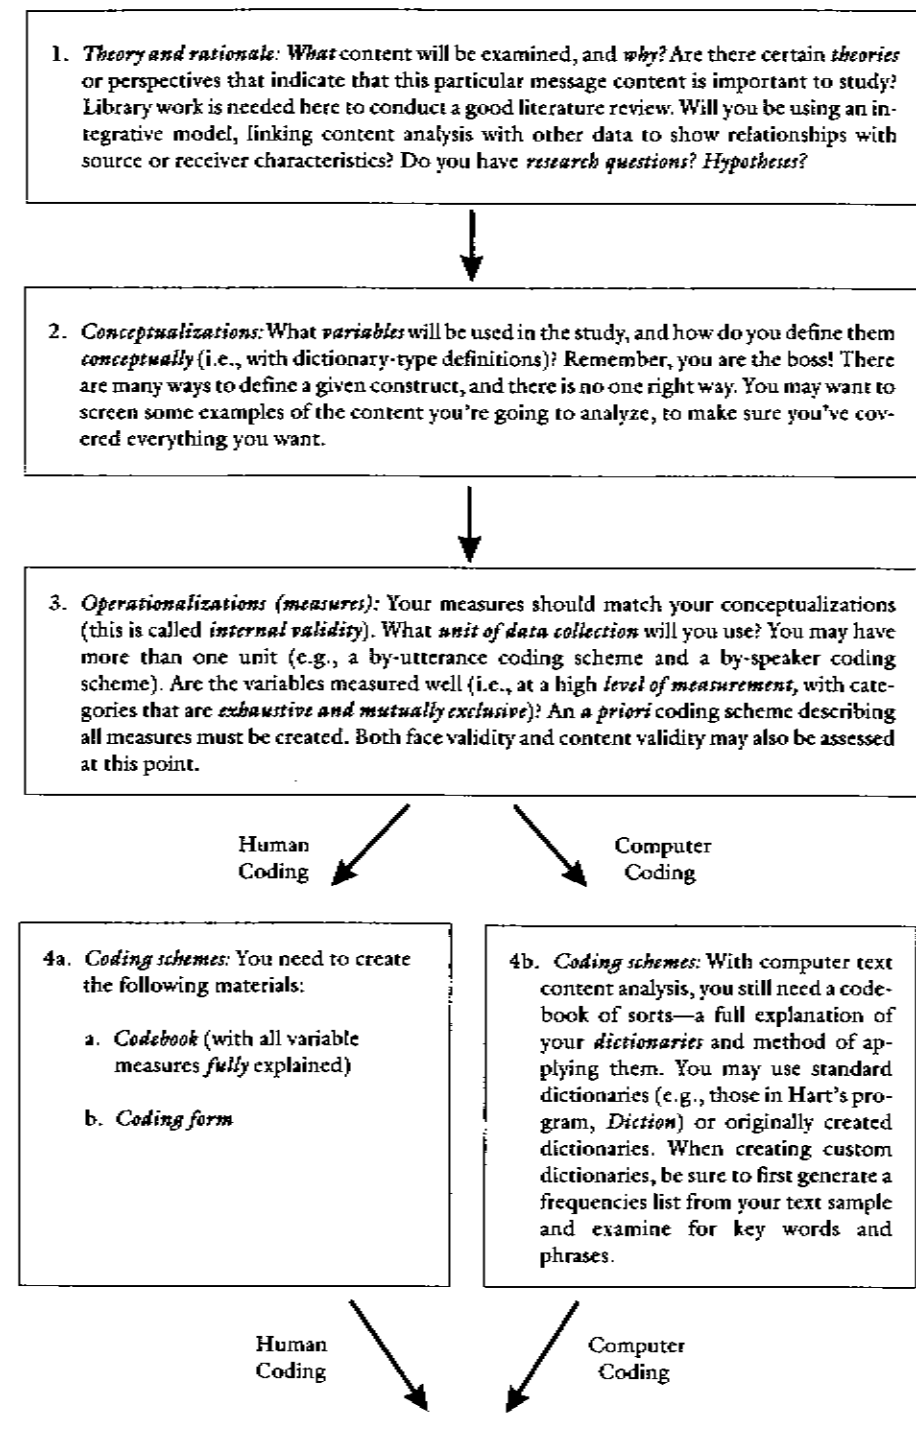 1. Theory and rationale: What content will be examined, and why? Are there certain theories
or perspectives that indicate that this particular message content is important to study?
Library work is needed here to conduct a good literature review. Will you be using an in-
tegrative model, linking content analysis with other data to show relationships with
source or receiver characteristics? Do you have research questions? Hypotheses?
2. Conceptualizations: What variables will be used in the study, and how do you define them
conceptually (i.e., with dictionary-type definitions)? Remember, you are the boss! There
are many ways to define a given construct, and there is no one right way. You may want to
screen some examples of the content you're going to analyze, to make sure you've cov-
ered everything you want.
3. Operationalizations (measures): Your measures should match your conceptualizations
(this is called internal validity). What unit of data collection will you use? You may have
more than one unit (e.g., a by-utterance coding scheme and a by-speaker coding
scheme). Are the variables measured well (i.e., at a high level of measurement, with cate-
gories that are exhaustive and mutually exclusive)? An a priori coding scheme describing
all measures must be created. Both face validity and content validity may also be assessed
at this point.
Human
Coding
Computer
Coding
4a. Coding schemes: You need to create
the following materials:
a. Codebook (with all variable
measures fully explained)
b. Coding form
4b. Coding schemes: With computer text
content analysis, you still need a code-
book of sorts—a full explanation of
your dictionaries and method of ap-
plying them. You may use standard
dictionaries (e.g., those in Hart's pro-
gram, Diction) or originally created
dictionaries. When creating custom
dictionaries, be sure to first generate a
frequencies list from your text sample
and examine for key words and
phrases.
Human
Coding
Computer
Coding